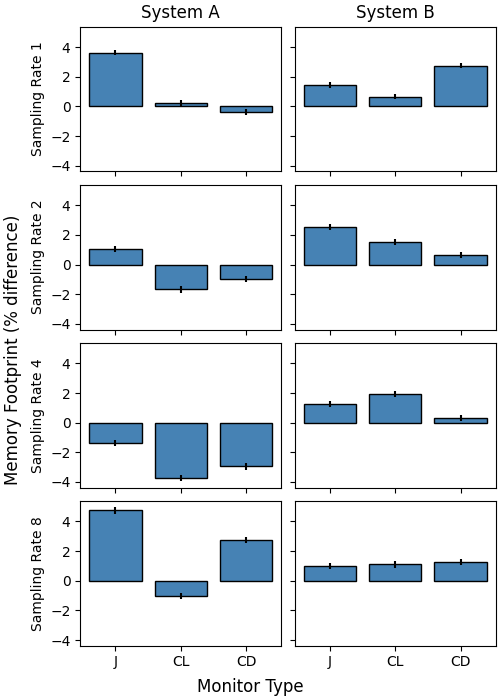 System A System B
Memory Footprint (% difference)
Sampling Rate 1
4
2
0
−2
−4
Sampling Rate 2
4
2
0
−2
−4
Sampling Rate 4
4
2
0
−2
−4
Sampling Rate 8
4
2
0
−2
−4
J CL CD J CL CD
Monitor Type